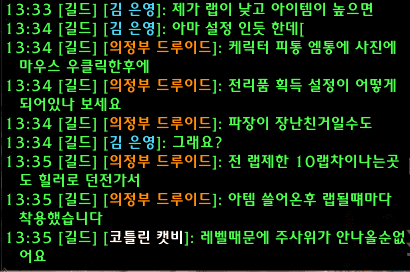 13:33 [길드] [김 은영]: 제가 랩이 낮고 아이템이 높으면
13:34 [길드] [김 은영]: 아마 설정 인듯 한데[
13:34 [길드] [의정부 드루이드]: 케릭터 피통 엠통에 사진에
마우스 우클릭한후에
13:34 [길드] [의정부 드루이드]: 전리품 획득 설정이 어떻게
되어있나 보세요
13:34 [길드] [의정부 드루이드]: 파장이 장난친거일수도
13:34 [길드] [김 은영]: 그래요?
13:35 [길드] [의정부 드루이드]: 전 랩제한 10랩차이나는곳
도 힐러로 던전가서
13:35 [길드] [의정부 드루이드]: 아템 쓸어온후 랩될떄마다
착용했습니다
13:35 [길드] [코틀린 캣비]: 레벨때문에 주사위가 안나올순없
어요